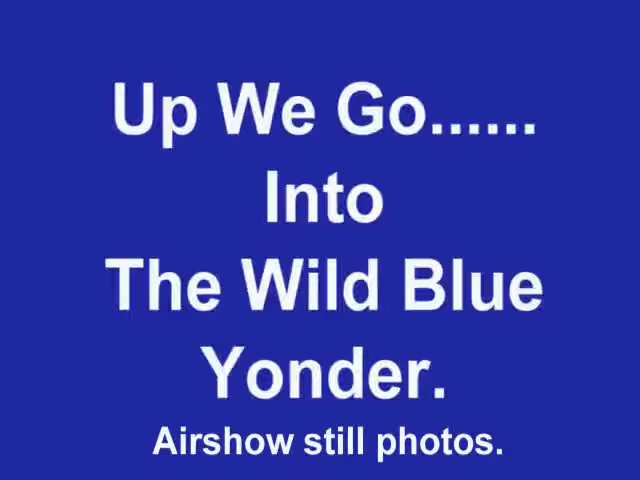 Up We Go......
Into
The Wild Blue
Yonder.
Airshow still photos.